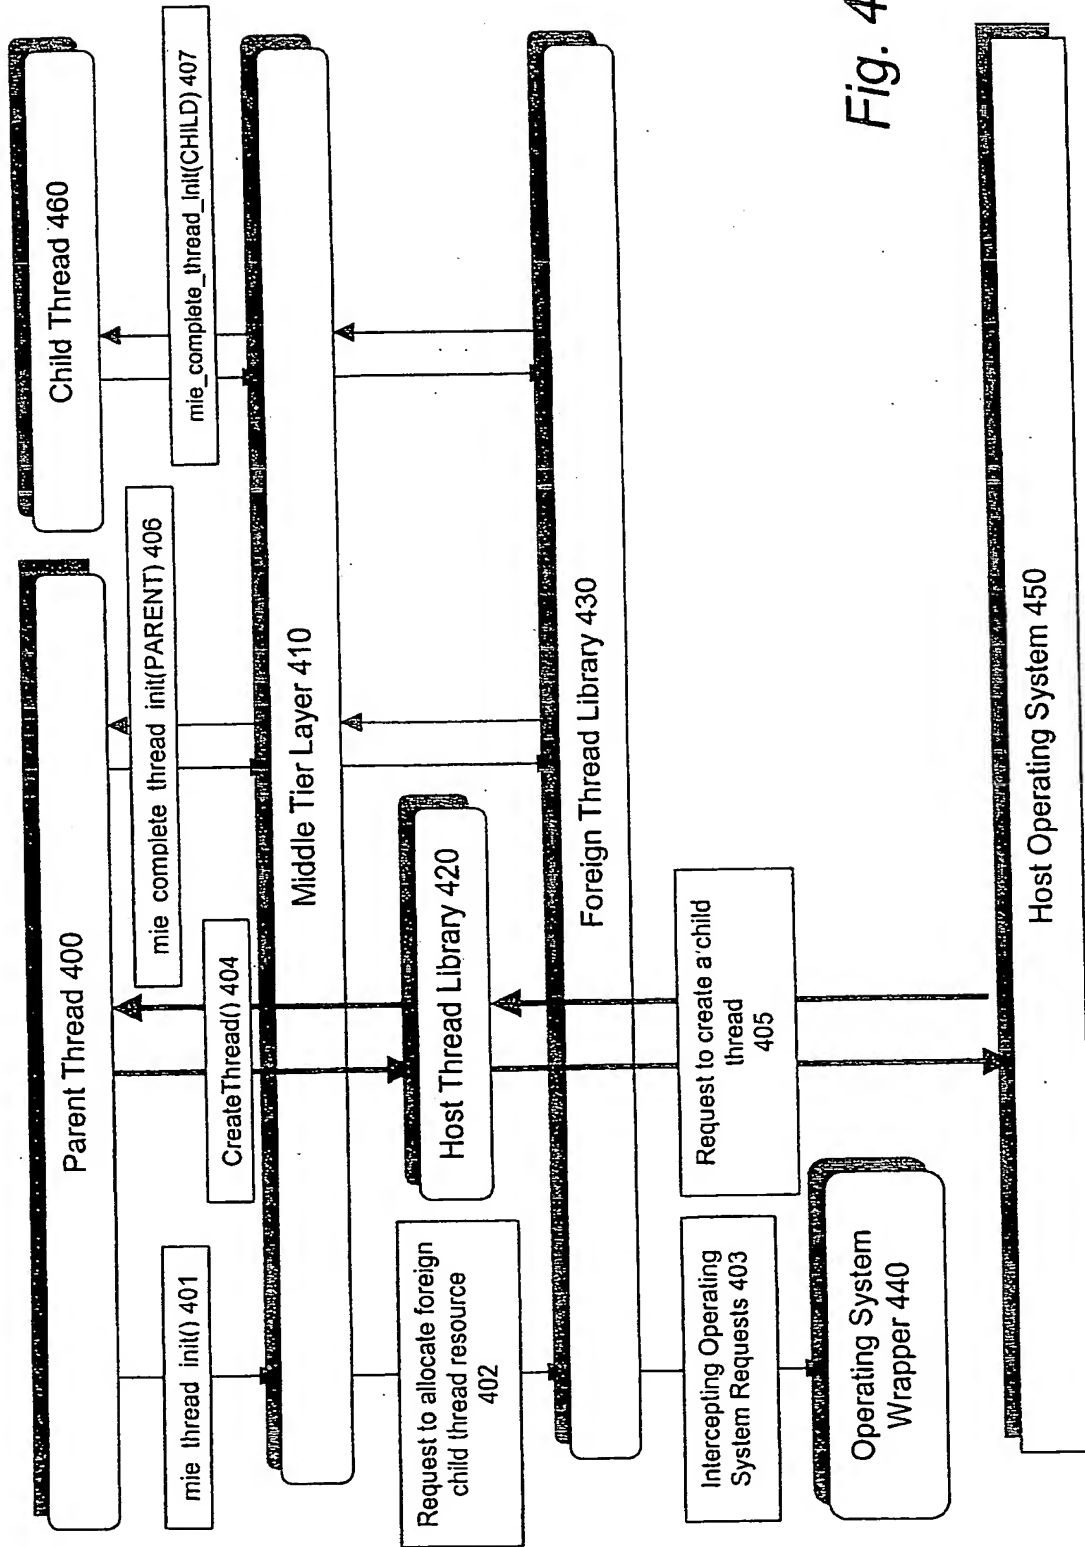 Parent Thread 400
Child Thread 460
mie thread init() 401
CreateThread() 404
mie complete thread init(PARENT) 406
mie_complete_thread_Init(CHILD) 407
Middle Tier Layer 410
Request to allocate foreign
child thread resource
402
Host Thread Library 420
Foreign Thread Library 430
Intercepting Operating
System Requests 403
Request to create a child
thread
405
Operating System
Wrapper 440
Host Operating System 450
Fig. 4